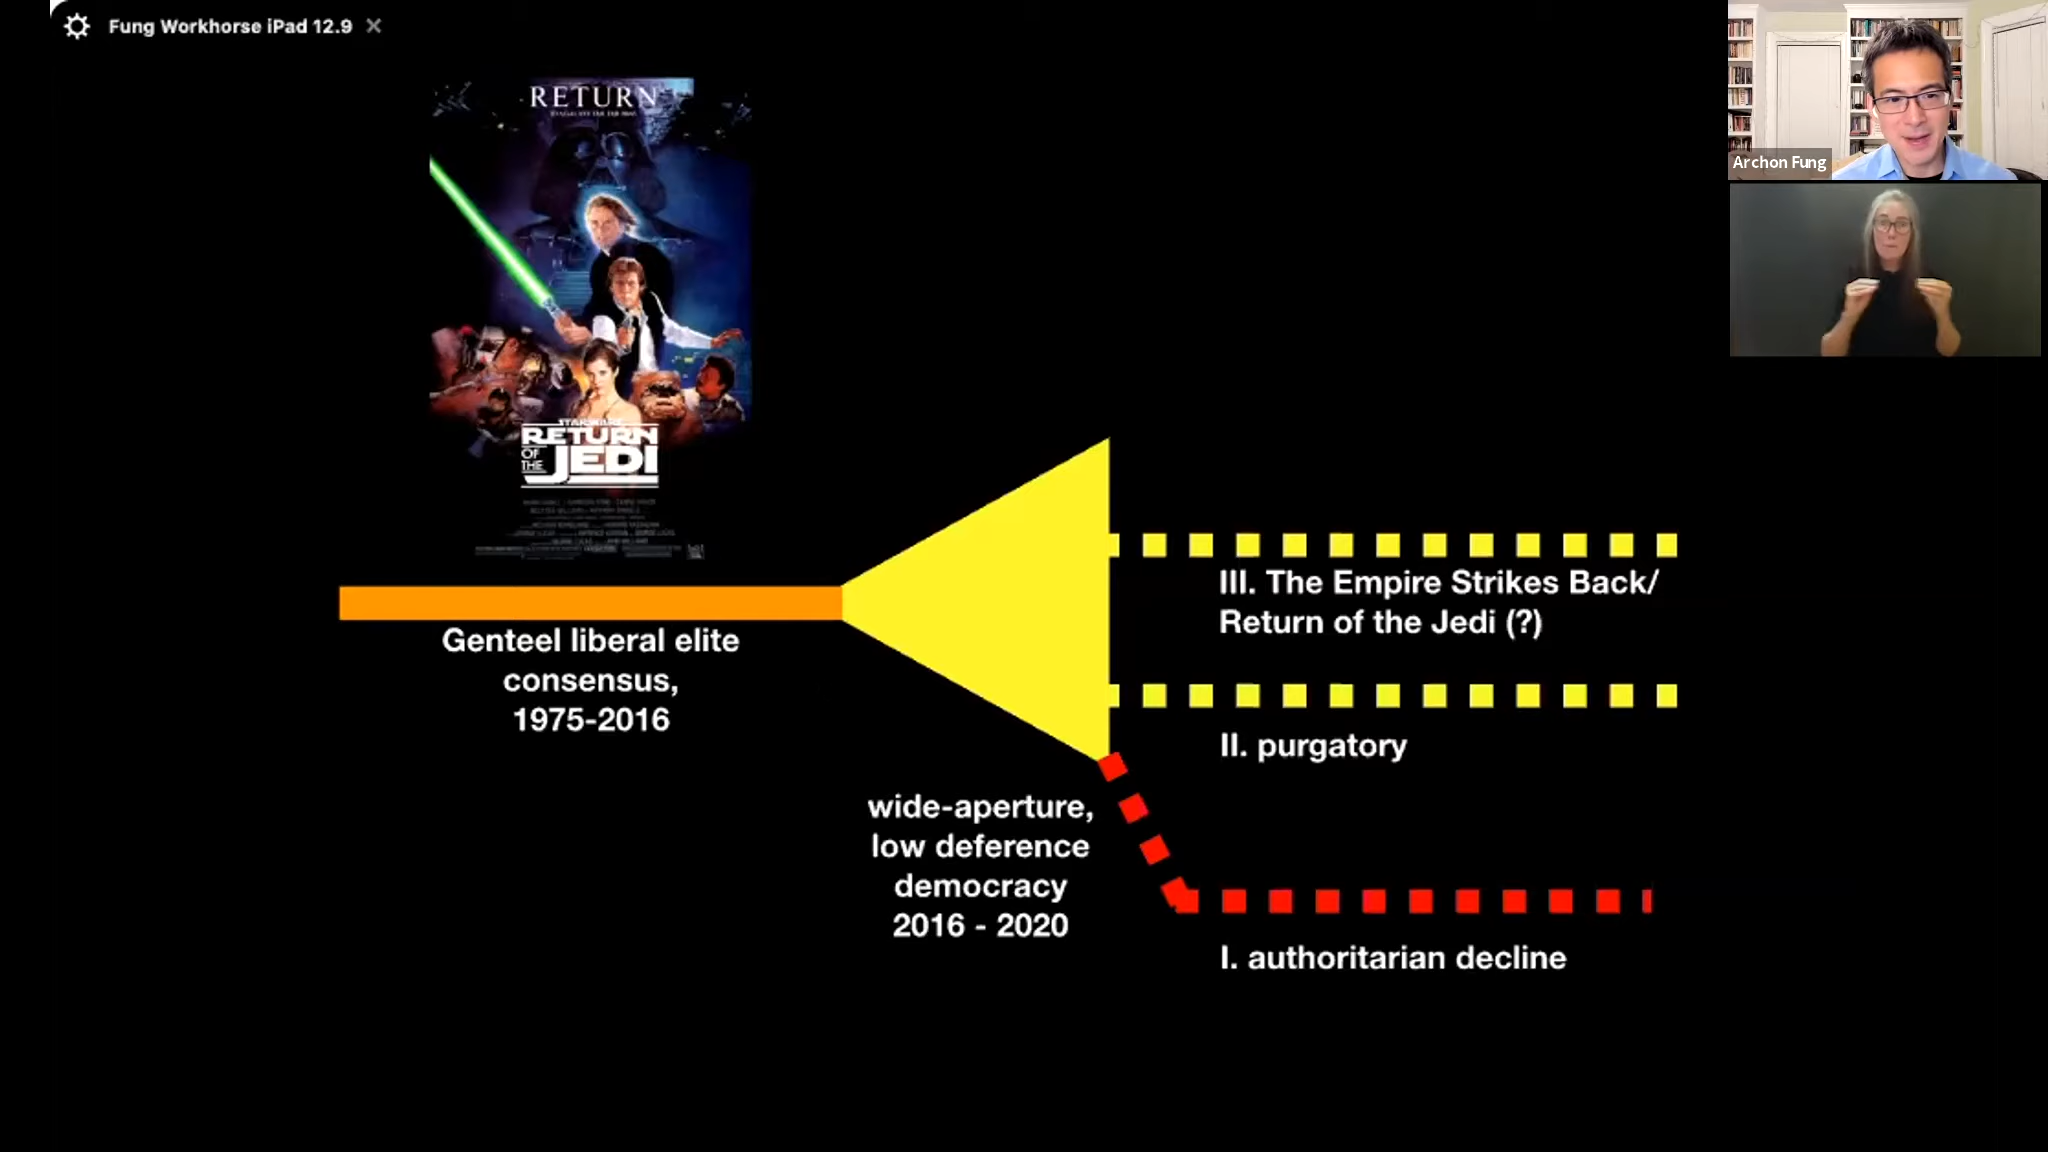 Fung Workhorse iPad 12.9
RETURN
STAR WARS
RETURN
OF
THE
JEDI
Archon Fung
Genteel liberal elite
consensus,
1975-2016
wide-aperture,
low deference
democracy
2016 - 2020
III. The Empire Strikes Back/
Return of the Jedi (?)
II. purgatory
I. authoritarian decline